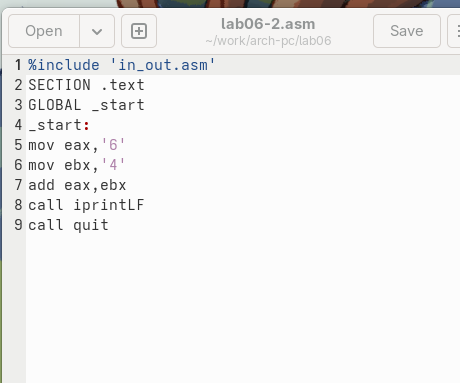 Open
lab06-2.asm
~/work/arch-pc/lab06
Save
1 %include 'in_out.asm'
2 SECTION .text
3 GLOBAL _start
4 _start:
5 mov eax,'6'
6 mov ebx,'4'
7 add eax,ebx
8 call iprintLF
9 call quit